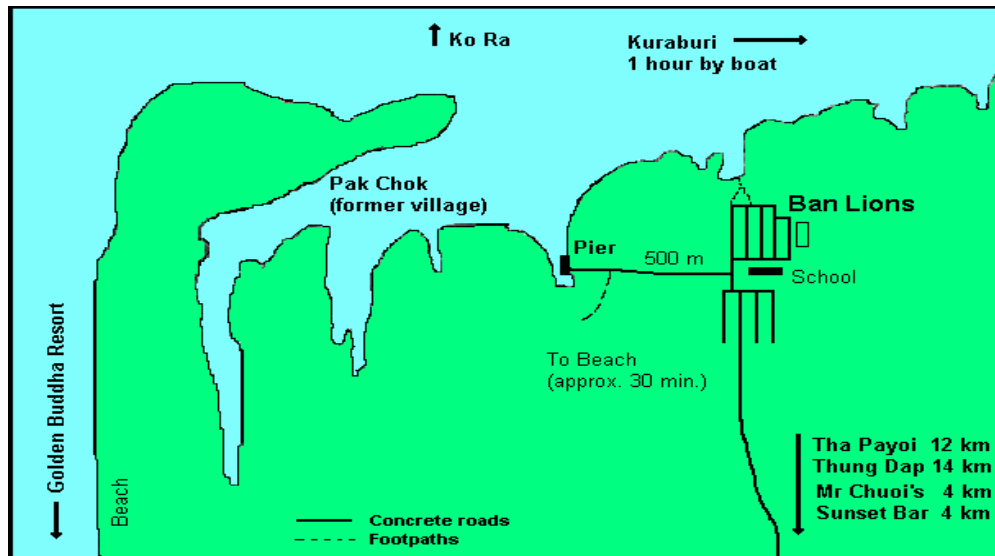 Ko Ra
Kuraburi
1 hour by boat
Pak Chok
(former village)
Ban Lions
Pier
500 m
School
To Beach
(approx. 30 min.)
Golden Buddha Resort
Beach
Tha Payoi 12 km
Thung Dap 14 km
Mr Chuoi's 4 km
Sunset Bar 4 km
Concrete roads
Footpaths